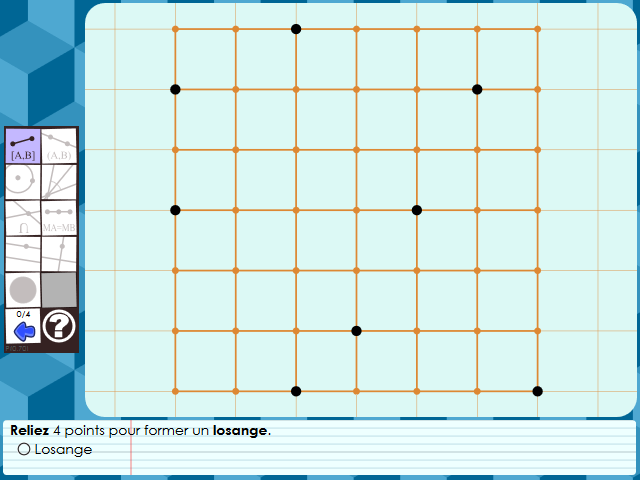 [A,B]
(A,B)
∩
MA=MB
0/4
?
Reliez 4 points pour former un losange.
Losange